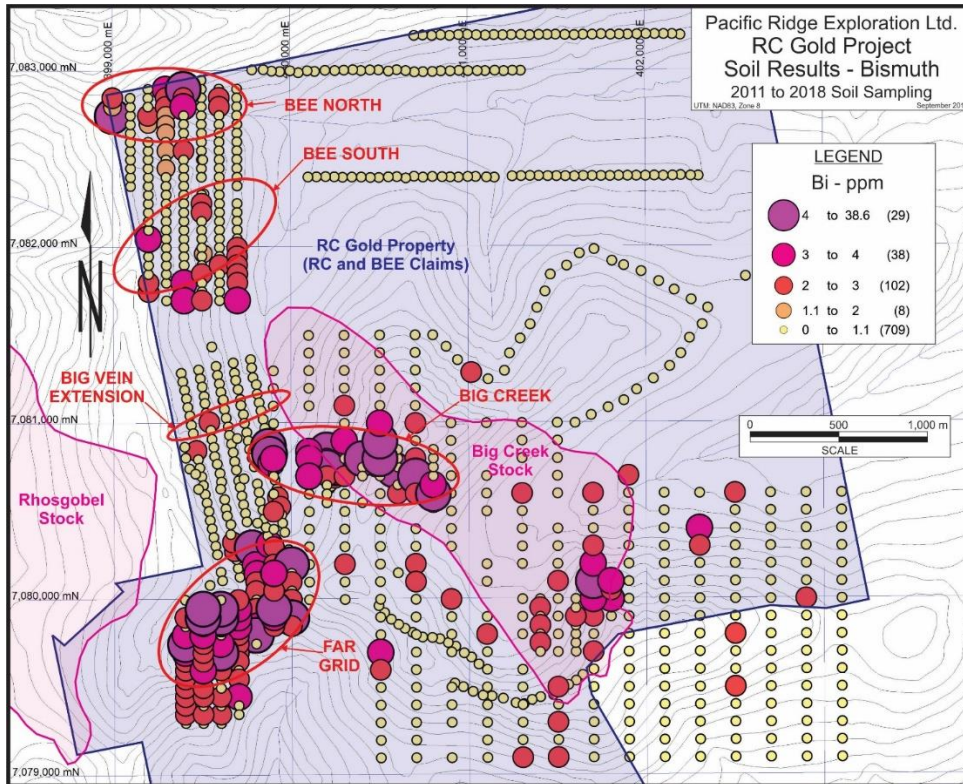 Pacific Ridge Exploration Ltd.
RC Gold Project
Soil Results - Bismuth
2011 to 2018 Soil Sampling
UTM: NAD83, Zone 8
LEGEND
Bi - ppm
4 to 38.6 (29)
3 to 4 (38)
2 to 3 (102)
1.1 to 2 (8)
0 to 1.1 (709)
0 500 1,000 m
SCALE
399,000 mE
402,000
7,083,000 mN
7,082,000 mN
7,081,000 mN
7,080,000 mN
7,079,000 mN
BEE NORTH
BEE SOUTH
N
RC Gold Property
(RC and BEE Claims)
BIG VEIN
EXTENSION
BIG CREEK
Big Creek
Stock
Rhosgobel
Stock
FAR
GRID